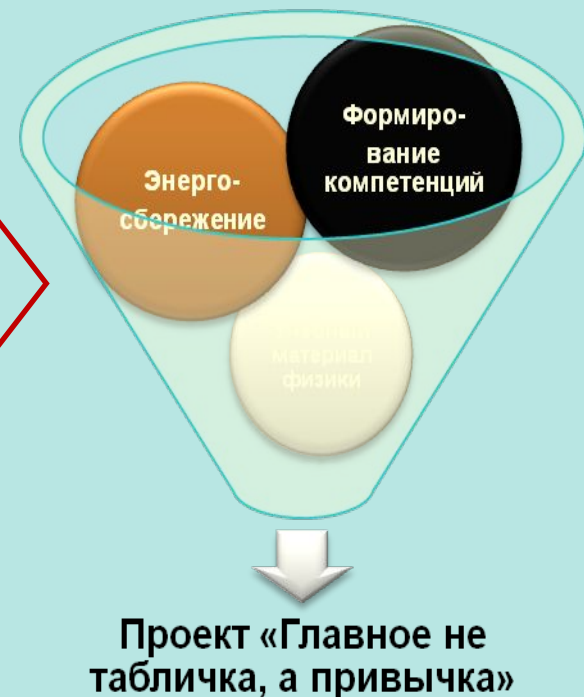 Формиро-
вание
компетенций
Энерго-
сбережение
материал
физики
Проект «Главное не
табличка, а привычка»